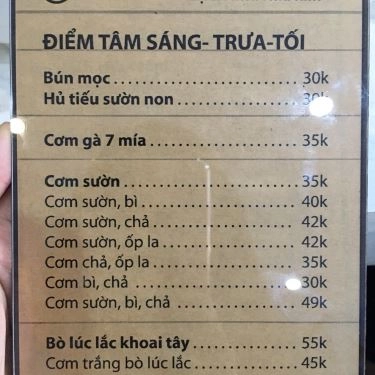 ĐIỂM TÂM SÁNG- TRƯA-TỐI
Bún mọc ........................ 30k
Hủ tiếu sườn non ................ 30k
Cơm gà 7 mía .................... 35k
Cơm sườn ........................ 35k
Cơm sườn, bì .................... 40k
Cơm sườn, chả ................... 42k
Cơm sườn, ốp la ................. 42k
Cơm chả, ốp la .................. 35k
Cơm bì, chả ..................... 30k
Cơm sườn, bì, chả ............... 49k
Bò lúc lắc khoai tây ............ 55k
Cơm trắng bò lúc lắc ............ 45k